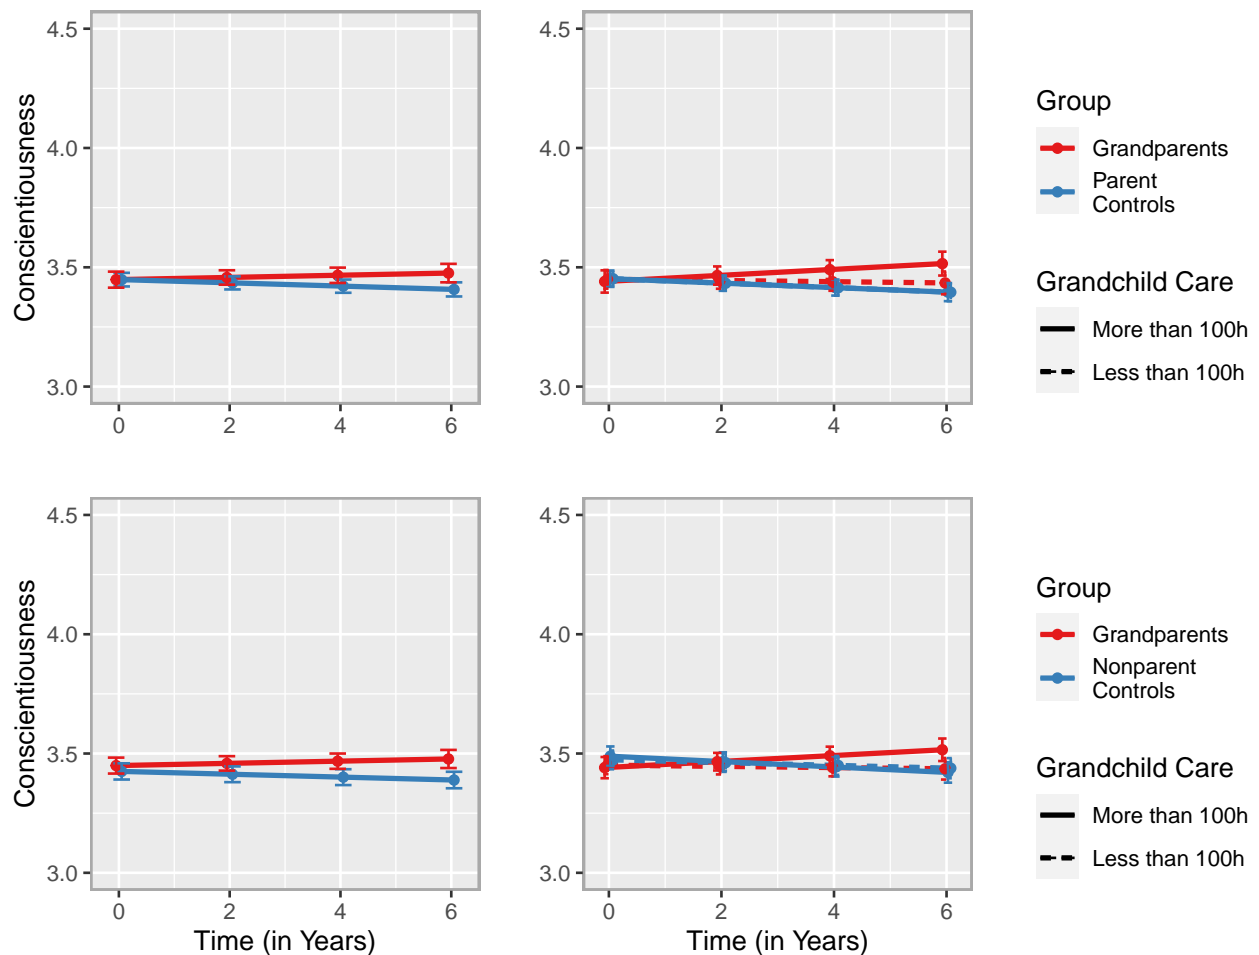 4.5
4.0
3.5
3.0
Conscientiousness
0 2 4 6
4.5
4.0
3.5
3.0
0 2 4 6
Group
Grandparents
Parent
Controls
Grandchild Care
More than 100h
Less than 100h
4.5
4.0
3.5
3.0
Conscientiousness
0 2 4 6
Time (in Years)
4.5
4.0
3.5
3.0
0 2 4 6
Time (in Years)
Group
Grandparents
Nonparent
Controls
Grandchild Care
More than 100h
Less than 100h